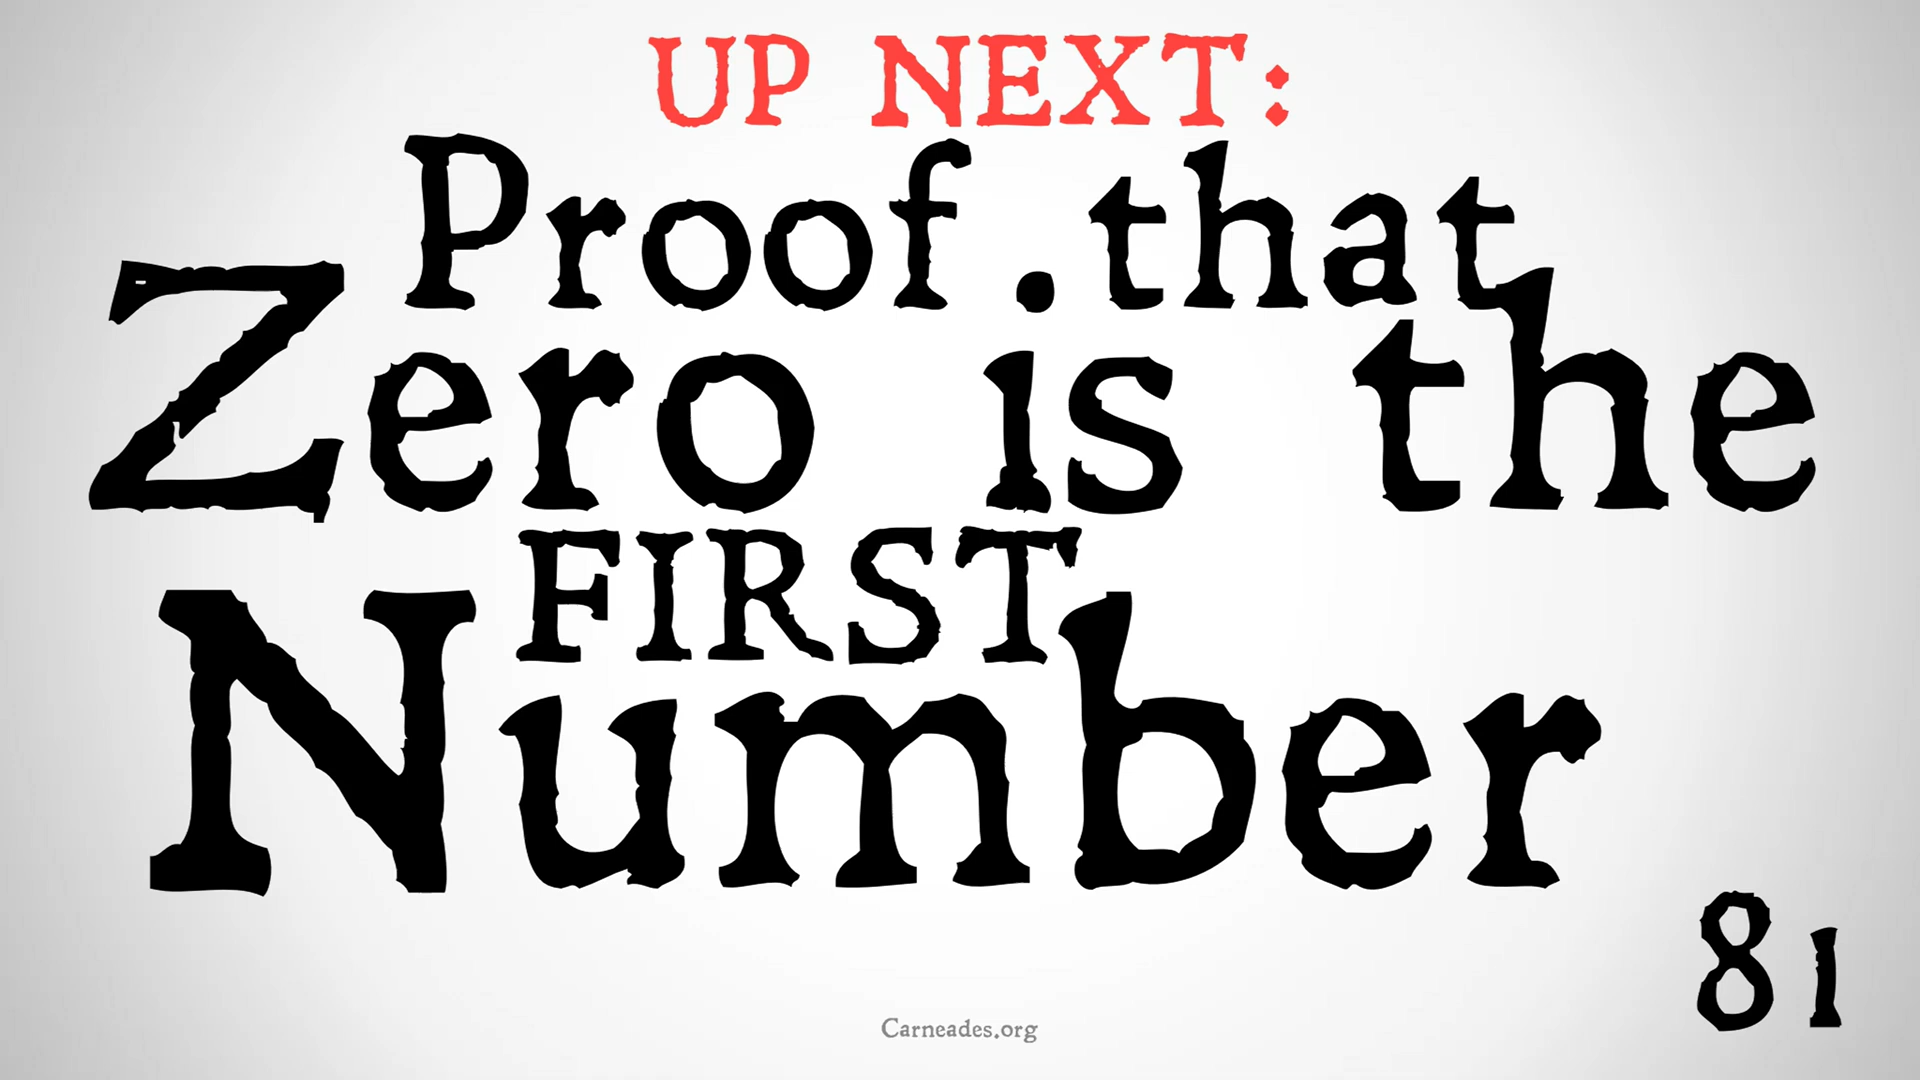 UP NEXT:
Proof.that
Zero is the
FIRST
Number
81
Carneades.org